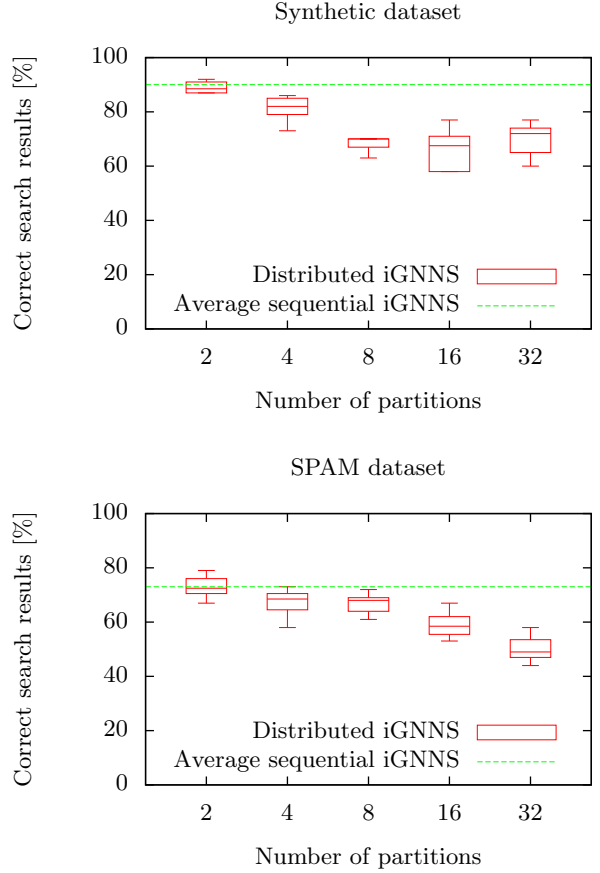 Synthetic dataset
Correct search results [%]
100
80
60
40
20
0
Distributed iGNNS
Average sequential iGNNS
2 4 8 16 32
Number of partitions
SPAM dataset
Correct search results [%]
100
80
60
40
20
0
Distributed iGNNS
Average sequential iGNNS
2 4 8 16 32
Number of partitions